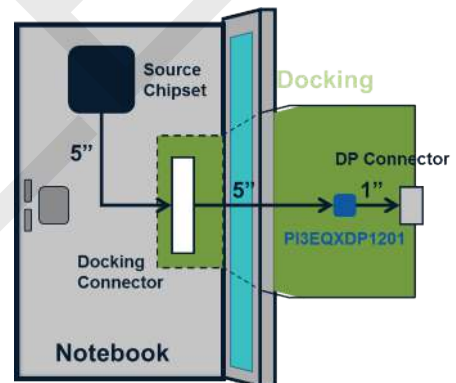 Source
Chipset
Docking
5”
DP Connector
5”
1”
PI3EQXDP1201
Docking
Connector
Notebook